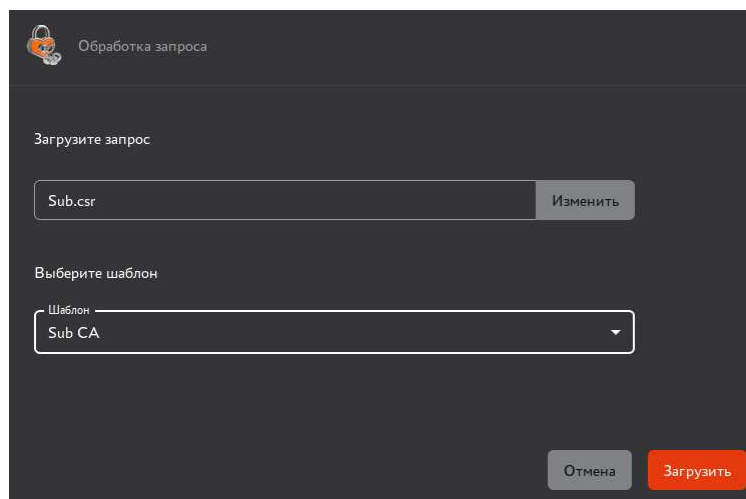 Обработка запроса
Загрузите запрос
Sub.csr
Изменить
Выберите шаблон
Шаблон
Sub CA
Отмена
Загрузить